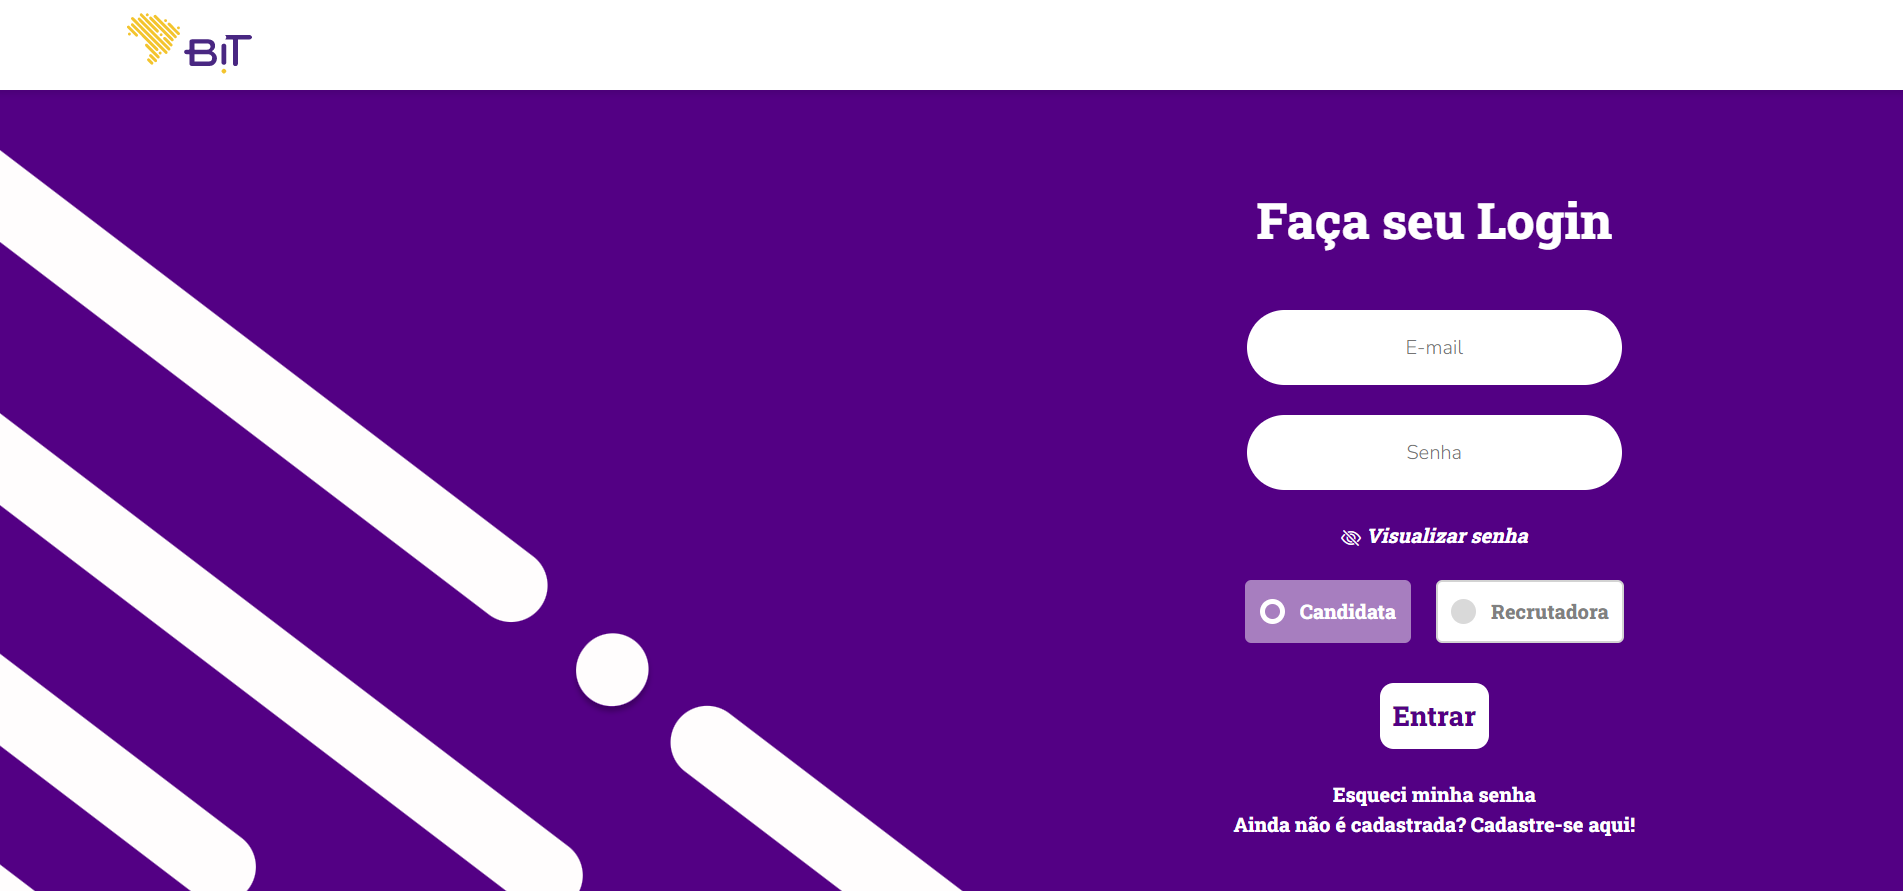 BiT
Faça seu Login
E-mail
Senha
Visualizar senha
Candidata
Recrutadora
Entrar
Esqueci minha senha
Ainda não é cadastrada? Cadastre-se aqui!